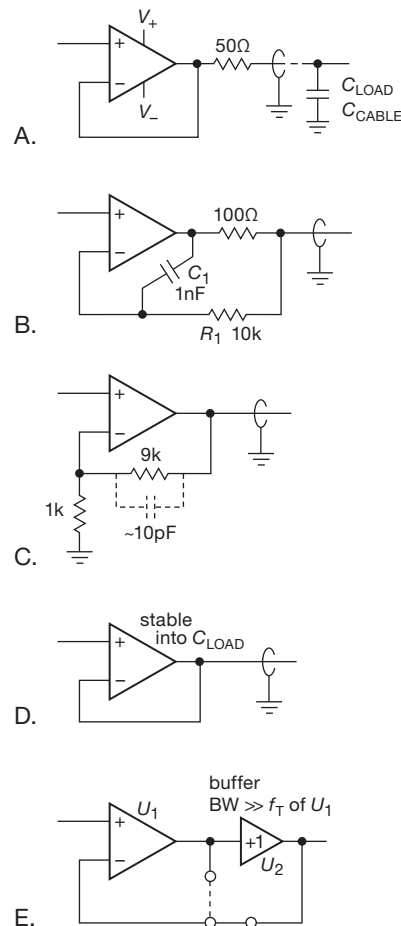 +
V+
50Ω
−
V−
CLOAD
CCABLE
A.
+
100Ω
−
C1
1nF
R1 10k
B.
+
−
9k
1k
~10pF
C.
stable
into CLOAD
+
−
D.
buffer
BW ≫ fT of U1
+
U1
+1
−
U2
E.